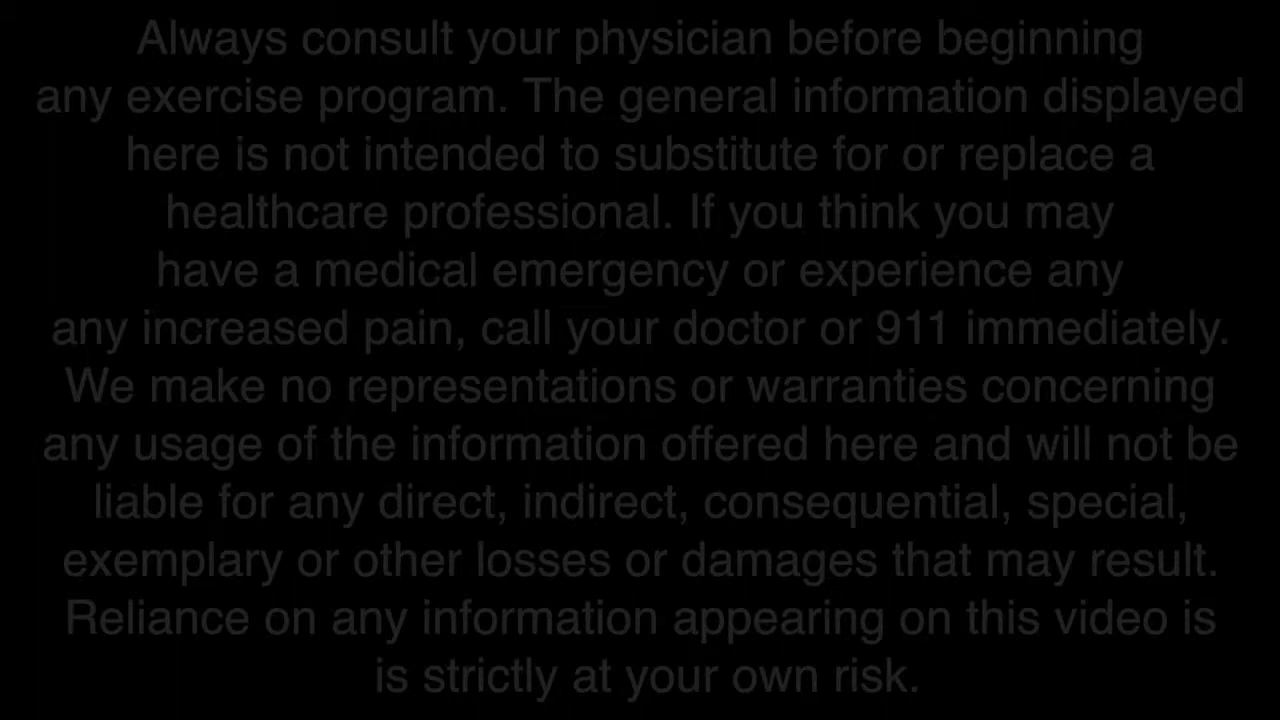 Always consult your physician before beginning
any exercise program. The general information displayed
here is not intended to substitute for or replace a
healthcare professional. If you think you may
have a medical emergency or experience any
any increased pain, call your doctor or 911 immediately.
We make no representations or warranties concerning
any usage of the information offered here and will not be
liable for any direct, indirect, consequential, special,
exemplary or other losses or damages that may result.
Reliance on any information appearing on this video is
is strictly at your own risk.